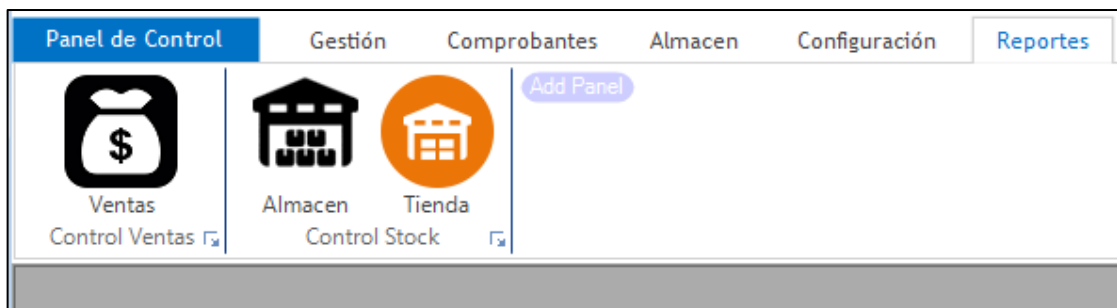 Panel de Control Gestión Comprobantes Almacen Configuración Reportes
Add Panel
$
Ventas Almacen Tienda
Control Ventas Control Stock